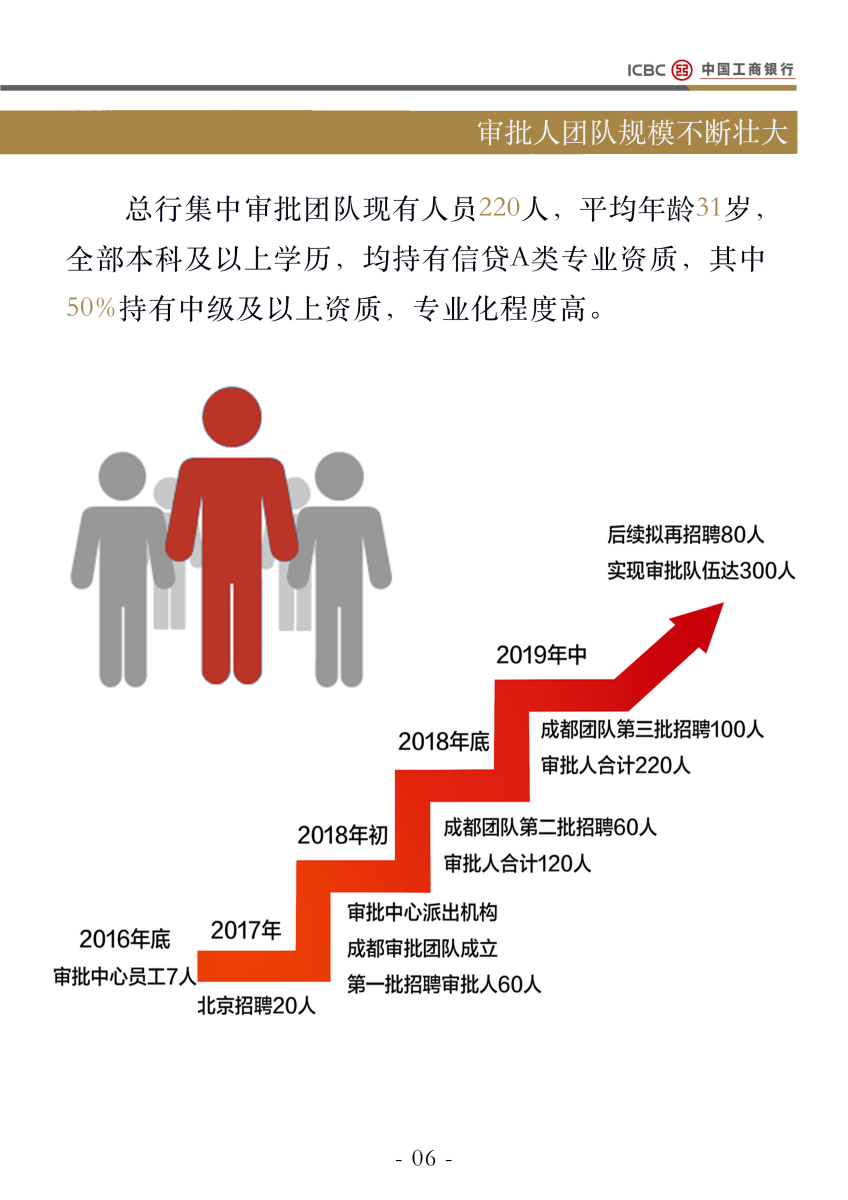 ICBC 中国工商银行
审批人团队规模不断壮大
总行集中审批团队现有人员220人，平均年龄31岁，
全部本科及以上学历，均持有信贷A类专业资质，其中
50%持有中级及以上资质，专业化程度高。
后续拟再招聘80人
实现审批队伍达300人
2019年中
成都团队第三批招聘100人
审批人合计220人
2018年底
成都团队第二批招聘60人
审批人合计120人
2018年初
审批中心派出机构
成都审批团队成立
第一批招聘审批人60人
2017年
北京招聘20人
2016年底
审批中心员工7人
- 06 -